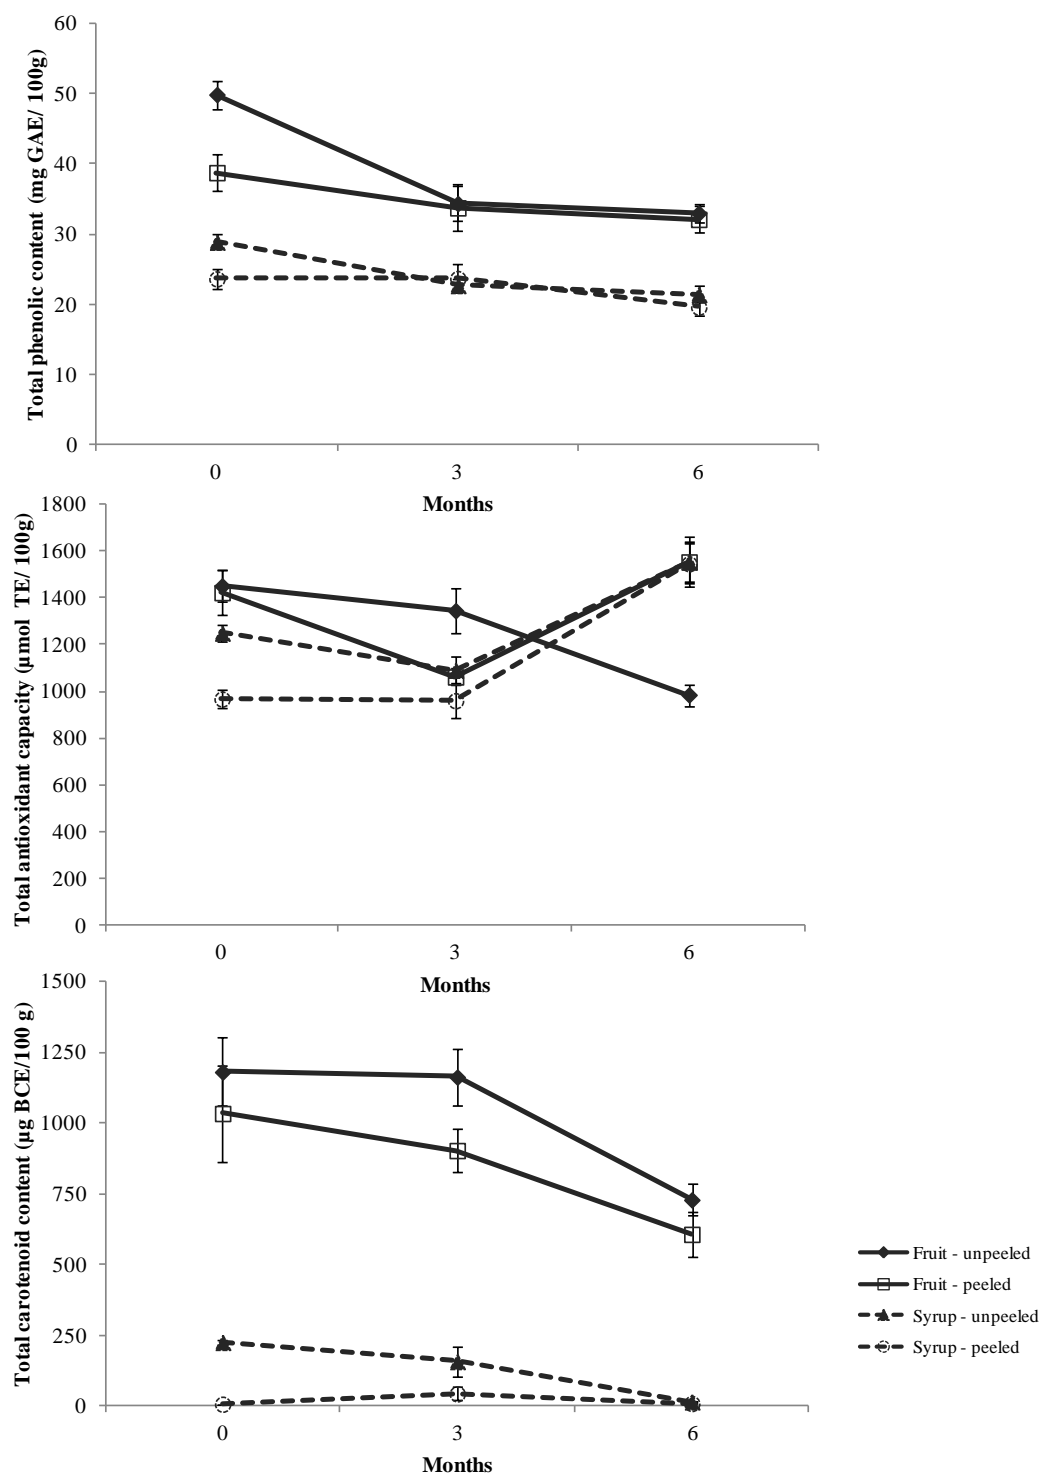 Total phenolic content (mg GAE/ 100g)
60
50
40
30
20
10
0
0 3 6
Months
Total antioxidant capacity (µmol TE/ 100g)
1800
1600
1400
1200
1000
800
600
400
200
0
0 3 6
Months
Total carotenoid content (µg BCE/100 g)
1500
1250
1000
750
500
250
0
0 3 6
Months
Fruit - unpeeled
Fruit - peeled
Syrup - unpeeled
Syrup - peeled